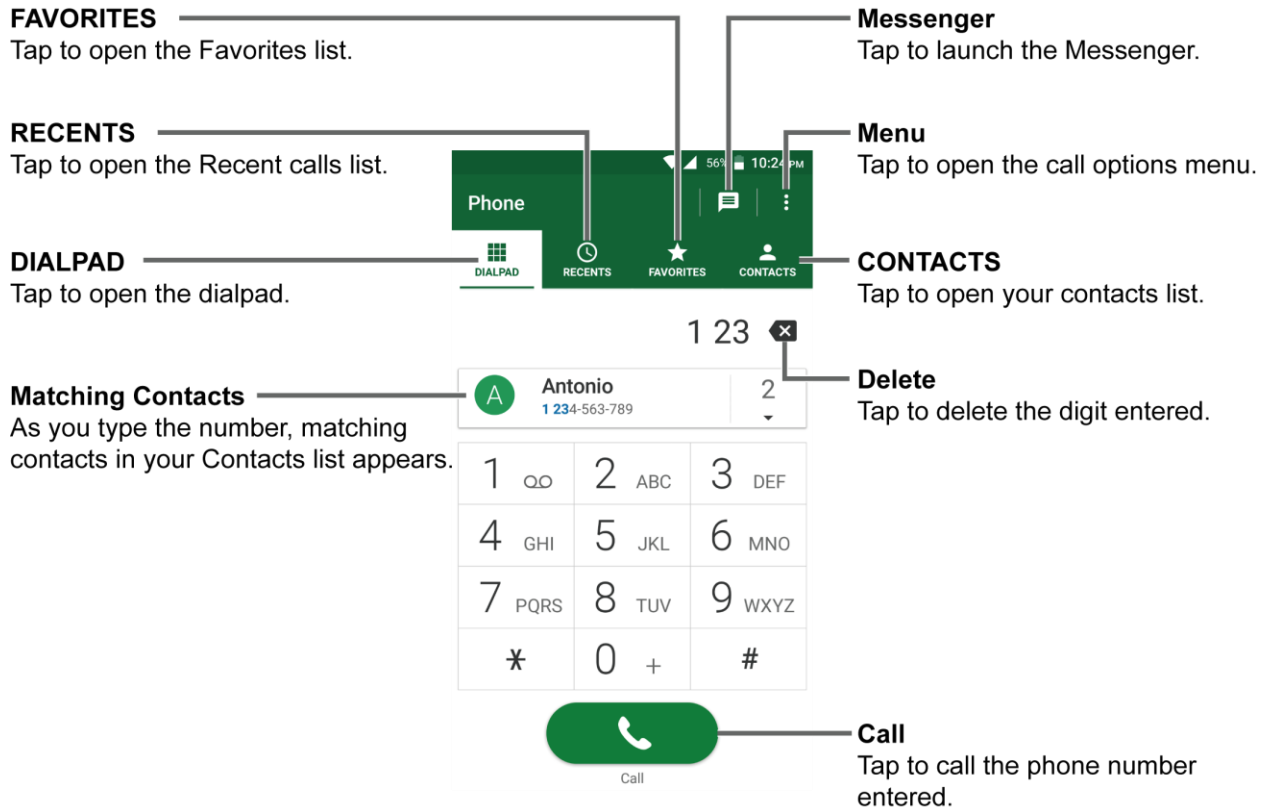 FAVORITES
Tap to open the Favorites list.
RECENTS
Tap to open the Recent calls list.
DIALPAD
Tap to open the dialpad.
Matching Contacts
As you type the number, matching
contacts in your Contacts list appears.
56% 10:24 PM
Phone
DIALPAD RECENTS FAVORITES CONTACTS
1 23
A Antonio 2
1 234-563-789
1 2 ABC 3 DEF
4 GHI 5 JKL 6 MNO
7 PQRS 8 TUV 9 WXYZ
* 0 + #
Call
Messenger
Tap to launch the Messenger.
Menu
Tap to open the call options menu.
CONTACTS
Tap to open your contacts list.
Delete
Tap to delete the digit entered.
Call
Tap to call the phone number
entered.